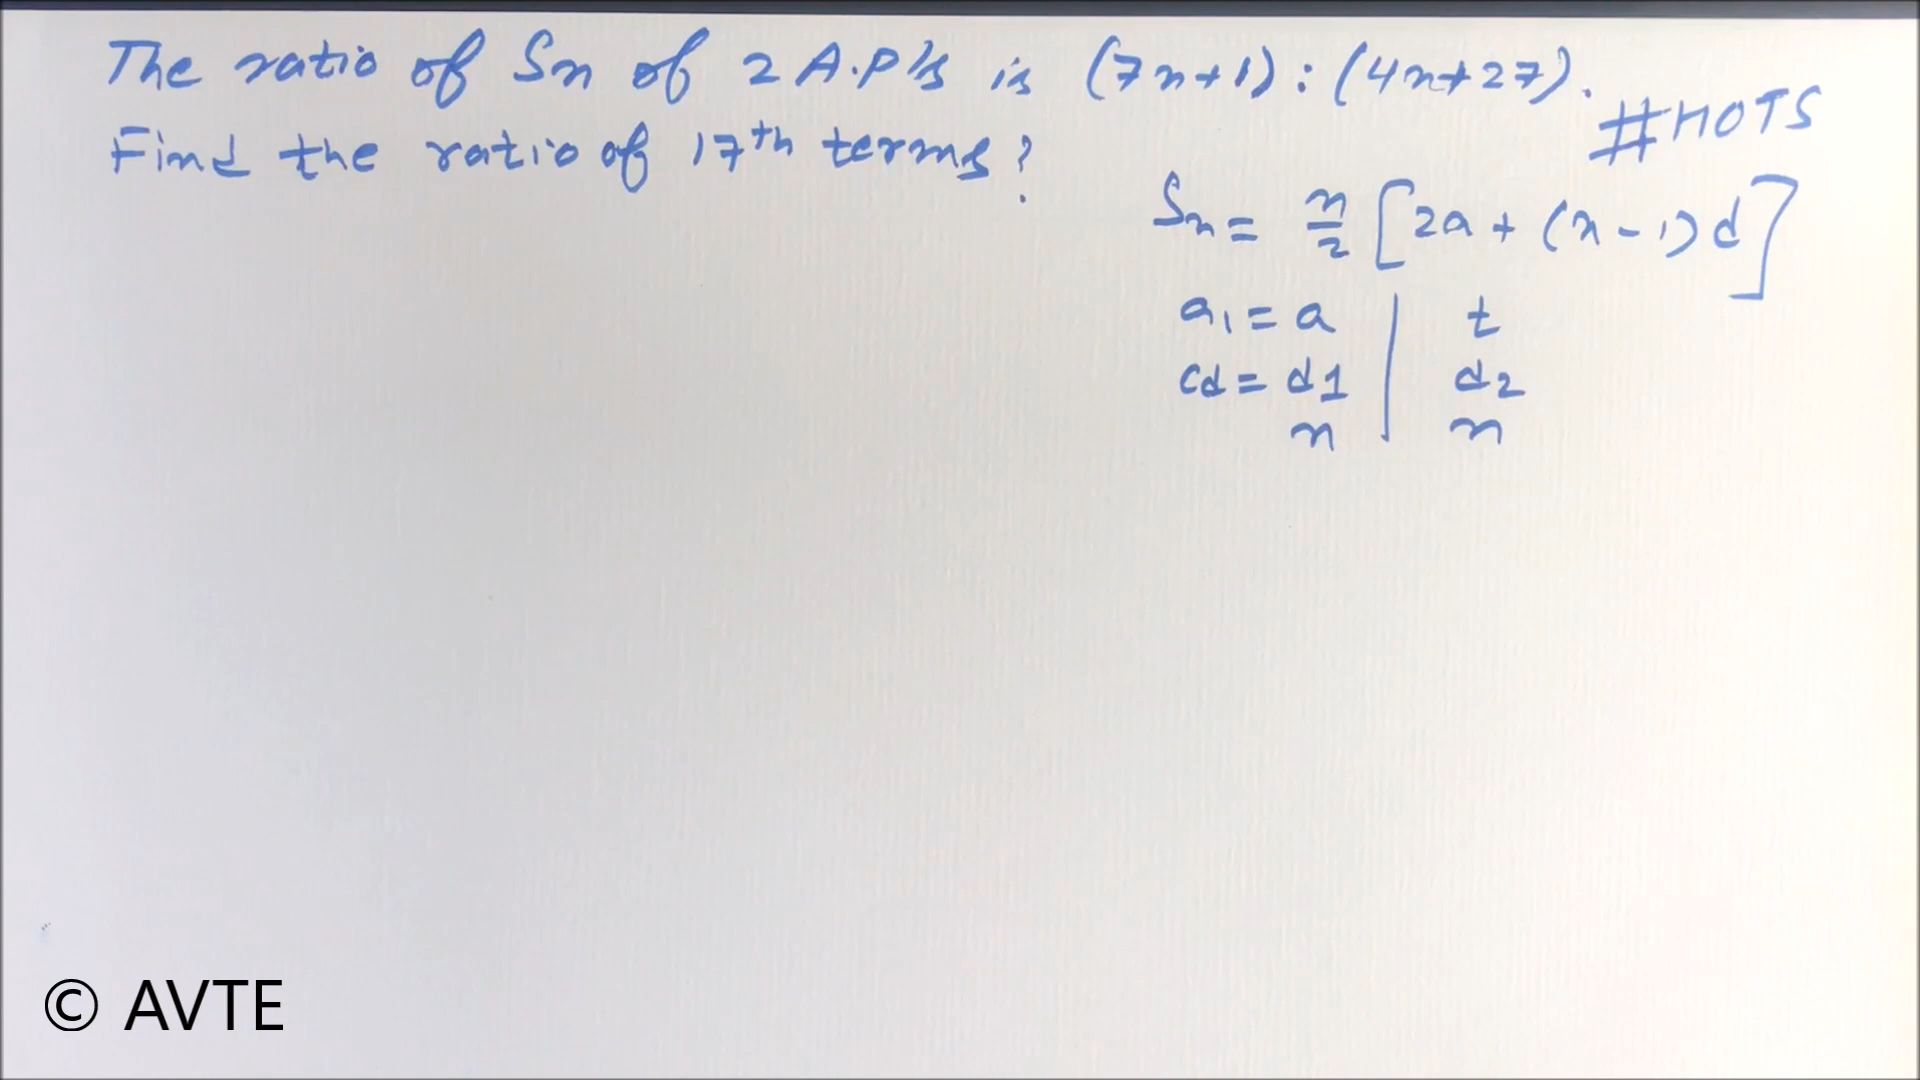 The ratio of Sn of 2 A.P's is (7n+1) : (4n+27).
#HOTS
Find the ratio of 17th terms?
Sn = n/2 [2a + (n-1)d]
a1 = a | t
cd = d1 | d2
n | n
© AVTE